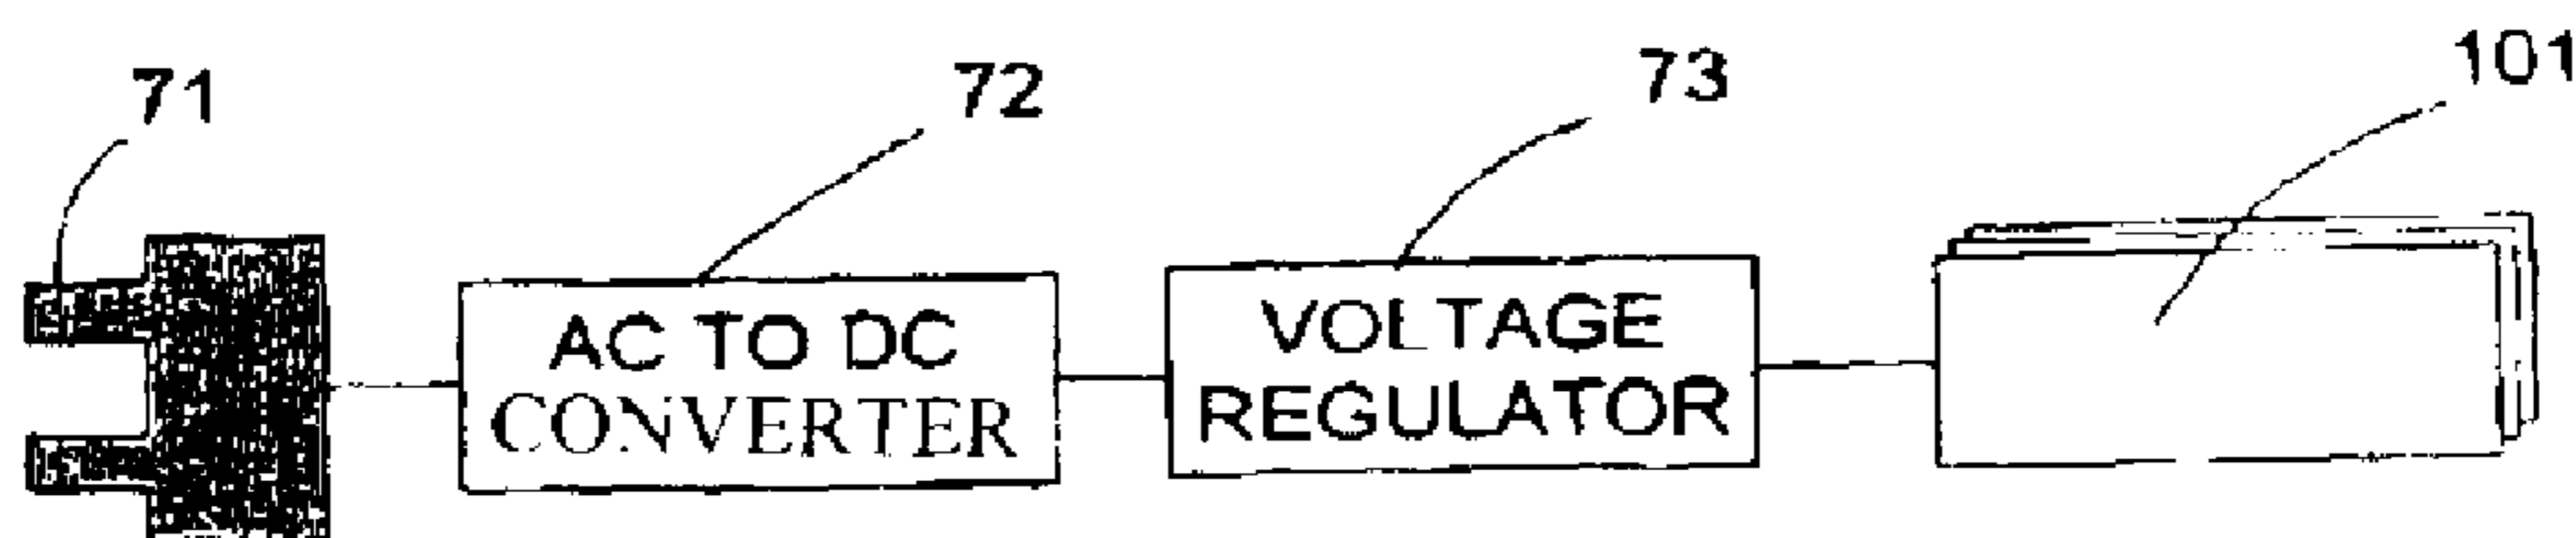 71
72
73
101
AC TO DC
CONVERTER
VOLTAGE
REGULATOR